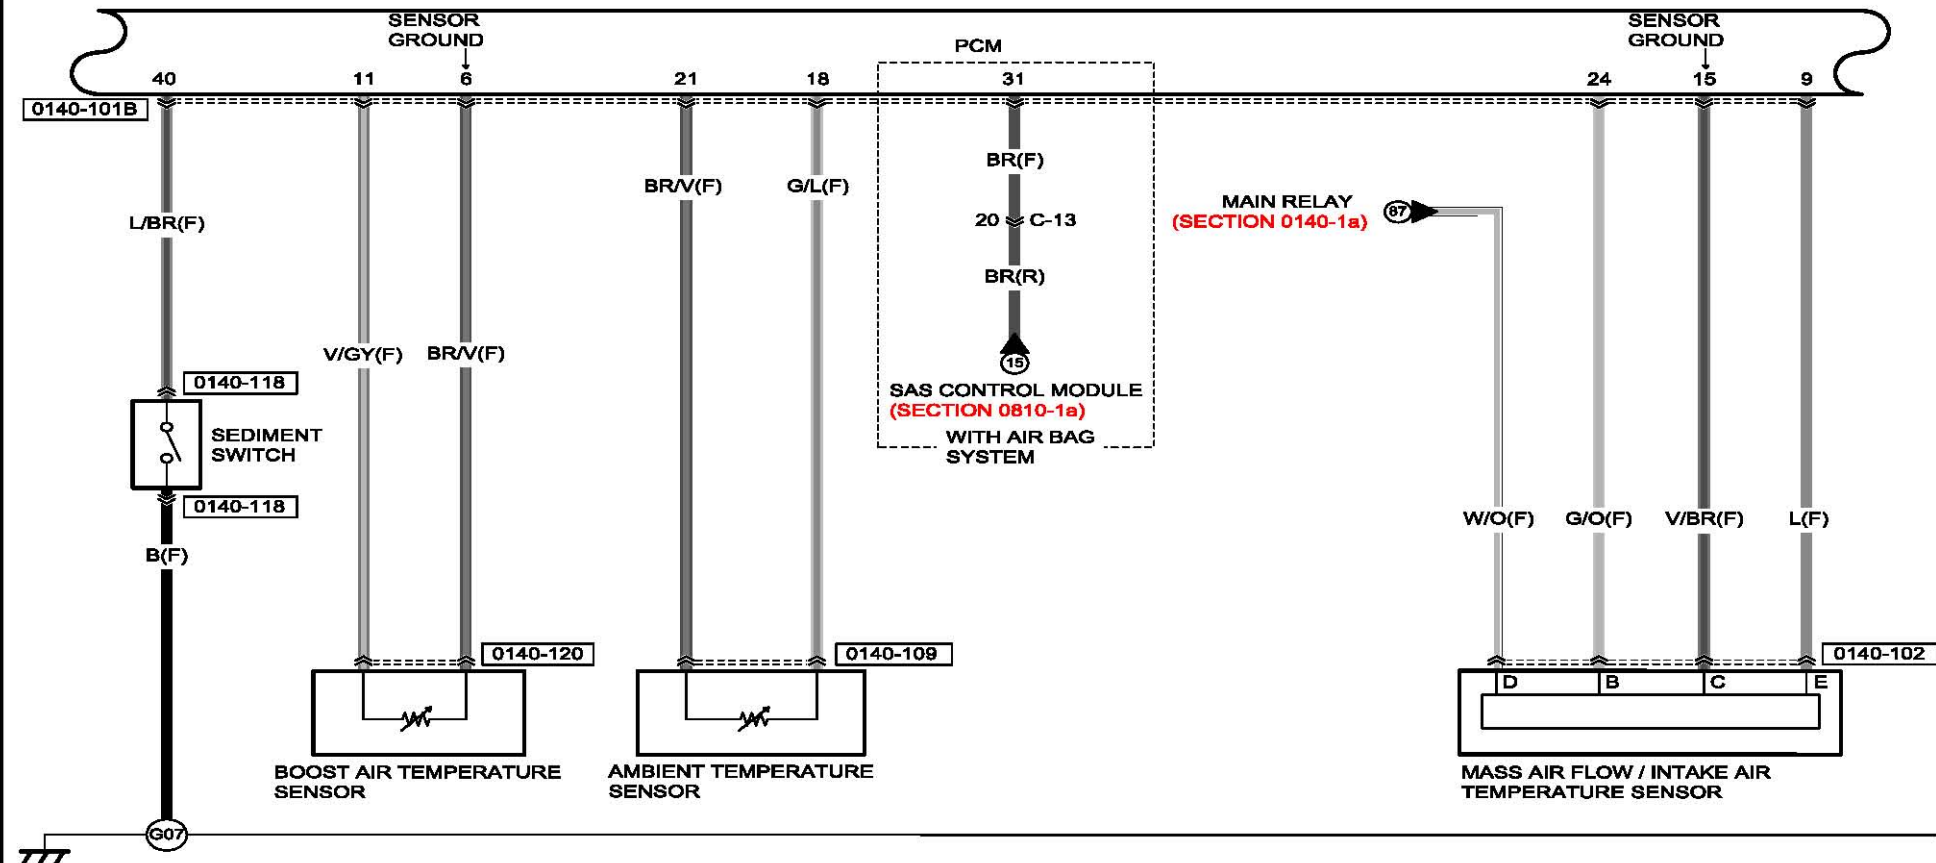 SENSOR
GROUND
PCM
SENSOR
GROUND
40 11 6 21 18 31 24 15 9
0140-101B
BR(F)
BR/V(F) G/L(F)
L/BR(F)
20 C-13
MAIN RELAY
(SECTION 0140-1a)
87
BR(R)
V/GY(F) BR/V(F)
15
SAS CONTROL MODULE
(SECTION 0810-1a)
WITH AIR BAG
SYSTEM
0140-118
SEDIMENT
SWITCH
0140-118
B(F)
W/O(F) G/O(F) V/BR(F) L(F)
0140-120
0140-109
0140-102
D B C E
BOOST AIR TEMPERATURE
SENSOR
AMBIENT TEMPERATURE
SENSOR
MASS AIR FLOW / INTAKE AIR
TEMPERATURE SENSOR
G07